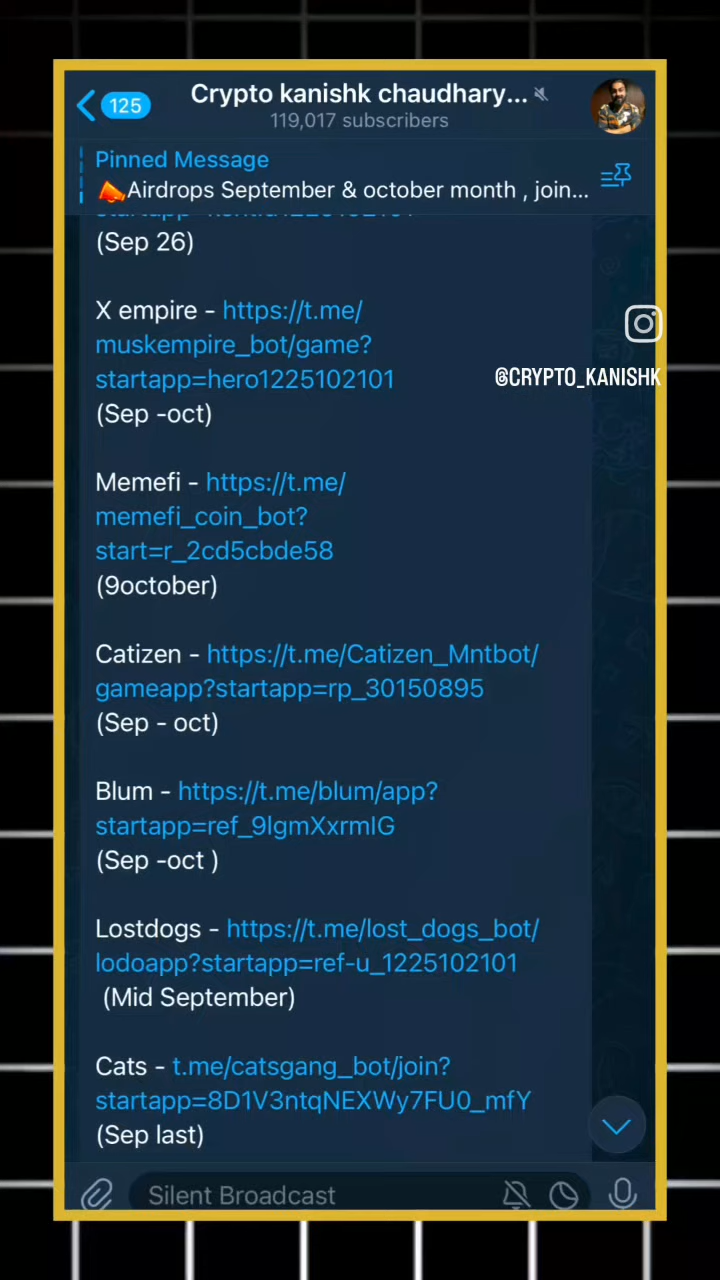 125
Crypto kanishk chaudhary...
119,017 subscribers
Pinned Message
📣Airdrops September & october month , join...
(Sep 26)
X empire - https://t.me/
muskempire_bot/game?
startapp=hero1225102101
(Sep -oct)
@CRYPTO_KANISHK
Memefi - https://t.me/
memefi_coin_bot?
start=r_2cd5cbde58
(9october)
Catizen - https://t.me/Catizen_Mntbot/
gameapp?startapp=rp_30150895
(Sep - oct)
Blum - https://t.me/blum/app?
startapp=ref_9lgmXxrmIG
(Sep -oct )
Lostdogs - https://t.me/lost_dogs_bot/
lodoapp?startapp=ref-u_1225102101
(Mid September)
Cats - t.me/catsgang_bot/join?
startapp=8D1V3ntqNEXWy7FU0_mfY
(Sep last)
Silent Broadcast